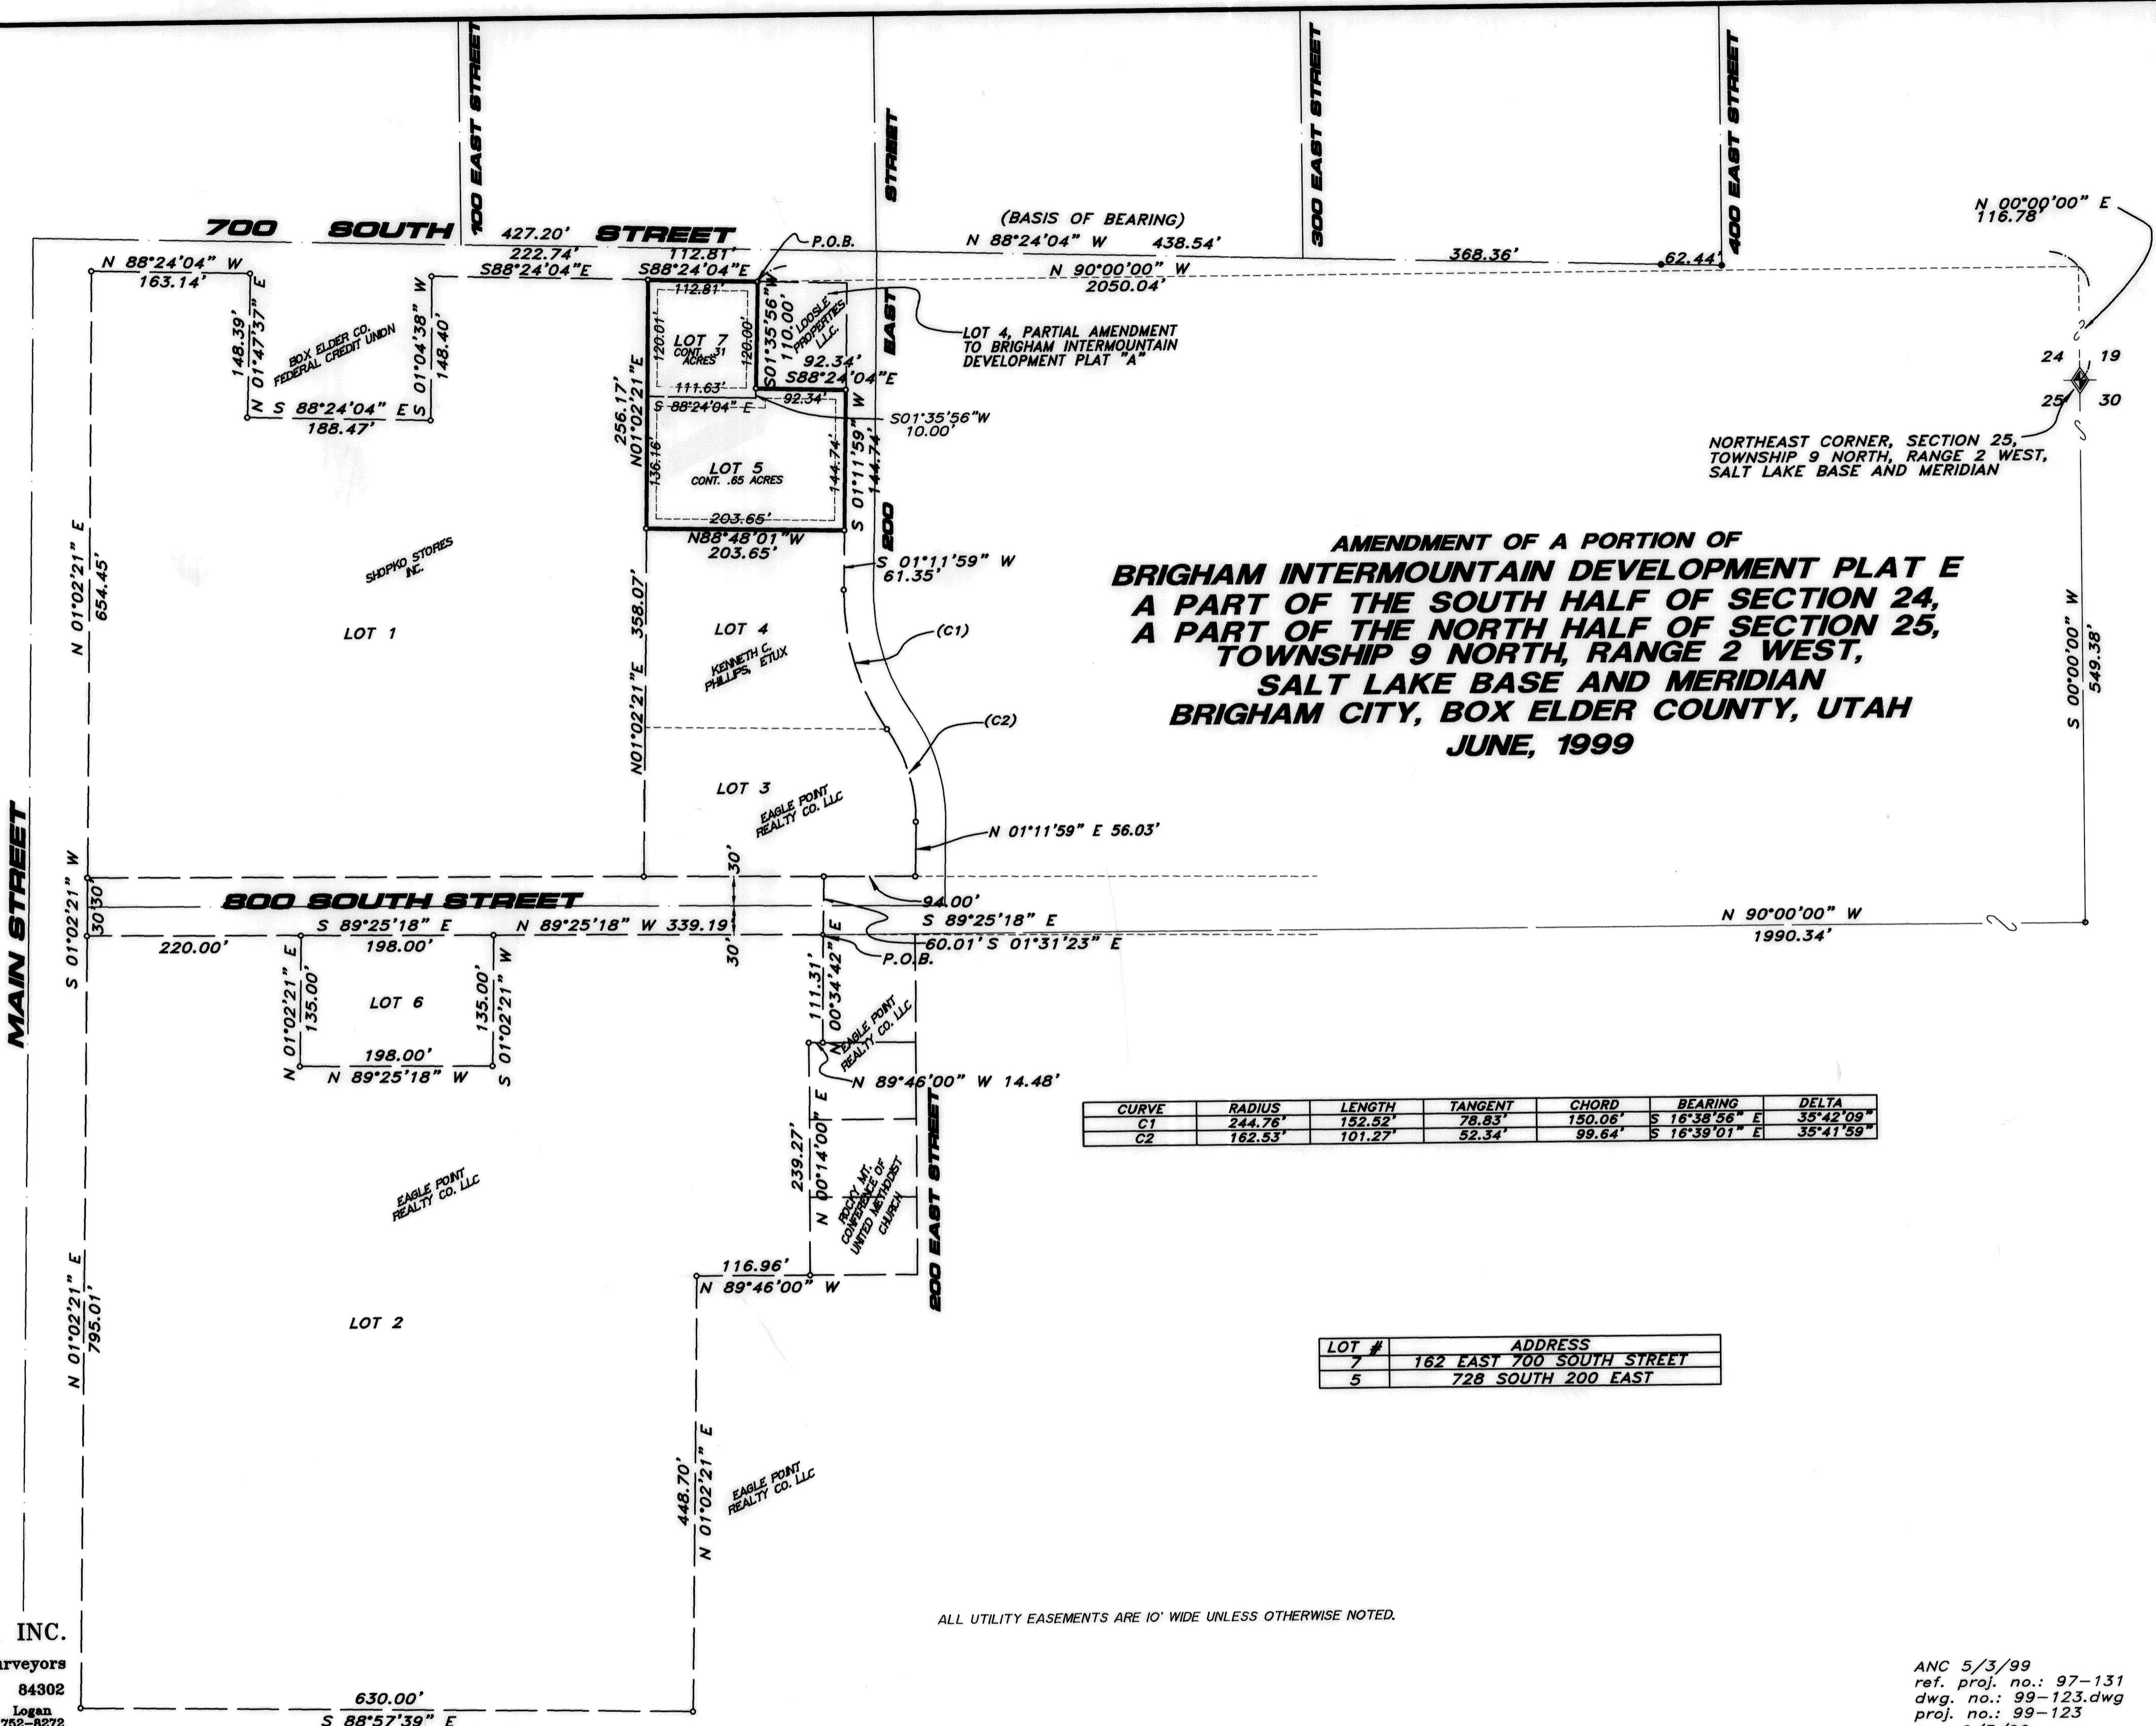 100 EAST STREET
STREET
300 EAST STREET
400 EAST STREET
700 SOUTH STREET
427.20'
222.74'
S88°24'04"E
112.81'
S88°24'04"E
P.O.B.
(BASIS OF BEARING)
N 88°24'04" W 438.54'
N 90°00'00" W
2050.04'
368.36'
62.44'
N 00°00'00" E
116.78'
N 88°24'04" W
163.14'
148.39'
N 01°47'37" E
BOX ELDER CO.
FEDERAL CREDIT UNION
S 01°04'38" W
148.40'
N S 88°24'04" E
188.47'
112.81'
120.01'
LOT 7
CONT. .31
ACRES
120.00'
111.63'
S 88°24'04" E
S01°35'56"W
110.00'
LOOSLE
PROPERTIES
L.L.C.
92.34'
S88°24'04"E
92.34'
EAST
LOT 4, PARTIAL AMENDMENT
TO BRIGHAM INTERMOUNTAIN
DEVELOPMENT PLAT "A"
S01°35'56"W
10.00'
24 19
25 30
NORTHEAST CORNER, SECTION 25,
TOWNSHIP 9 NORTH, RANGE 2 WEST,
SALT LAKE BASE AND MERIDIAN
256.17'
N01°02'21"E
136.16'
LOT 5
CONT. .65 ACRES
144.74'
S 01°11'59" W
144.74'
203.65'
N88°48'01"W
203.65'
200
S 01°11'59" W
61.35'
N 01°02'21" E
654.45'
SHOPKO STORES
INC.
LOT 1
N01°02'21"E 358.07'
LOT 4
KENNETH C.
PHILLIPS, ETUX
(C1)
(C2)
LOT 3
EAGLE POINT
REALTY CO. LLC
N 01°11'59" E 56.03'
AMENDMENT OF A PORTION OF
BRIGHAM INTERMOUNTAIN DEVELOPMENT PLAT E
A PART OF THE SOUTH HALF OF SECTION 24,
A PART OF THE NORTH HALF OF SECTION 25,
TOWNSHIP 9 NORTH, RANGE 2 WEST,
SALT LAKE BASE AND MERIDIAN
BRIGHAM CITY, BOX ELDER COUNTY, UTAH
JUNE, 1999
S 00°00'00" W
549.38'
MAIN STREET
S 01°02'21" W
30'30'
800 SOUTH STREET
30'
30'
94.00'
S 89°25'18" E
60.01' S 01°31'23" E
P.O.B.
N 90°00'00" W
1990.34'
220.00'
S 89°25'18" E
198.00'
N 89°25'18" W 339.19'
N 01°02'21" E
135.00'
LOT 6
135.00'
S 01°02'21" W
198.00'
N 89°25'18" W
111.31'
N 00°34'42" E
EAGLE POINT
REALTY CO. LLC
N 89°46'00" W 14.48'
239.27'
N 00°14'00" E
ROCKY MT.
CONFERENCE OF
UNITED METHODIST
CHURCH
200 EAST STREET
116.96'
N 89°46'00" W
CURVE RADIUS LENGTH TANGENT CHORD BEARING DELTA
C1 244.76' 152.52' 78.83' 150.06' S 16°38'56" E 35°42'09"
C2 162.53' 101.27' 52.34' 99.64' S 16°39'01" E 35°41'59"
EAGLE POINT
REALTY CO. LLC
N 01°02'21" E
795.01'
LOT 2
LOT # ADDRESS
7 162 EAST 700 SOUTH STREET
5 728 SOUTH 200 EAST
448.70'
N 01°02'21" E
EAGLE POINT
REALTY CO. LLC
ALL UTILITY EASEMENTS ARE 10' WIDE UNLESS OTHERWISE NOTED.
INC.
84302
Logan
752-8272
630.00'
S 88°57'39" E
ANC 5/3/99
ref. proj. no.: 97-131
dwg. no.: 99-123.dwg
proj. no.: 99-123